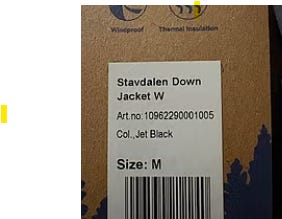 Windproof Thermal Insulation
Stavdalen Down
Jacket W
Art.no:10962290001005
Col.,Jet Black
Size: M